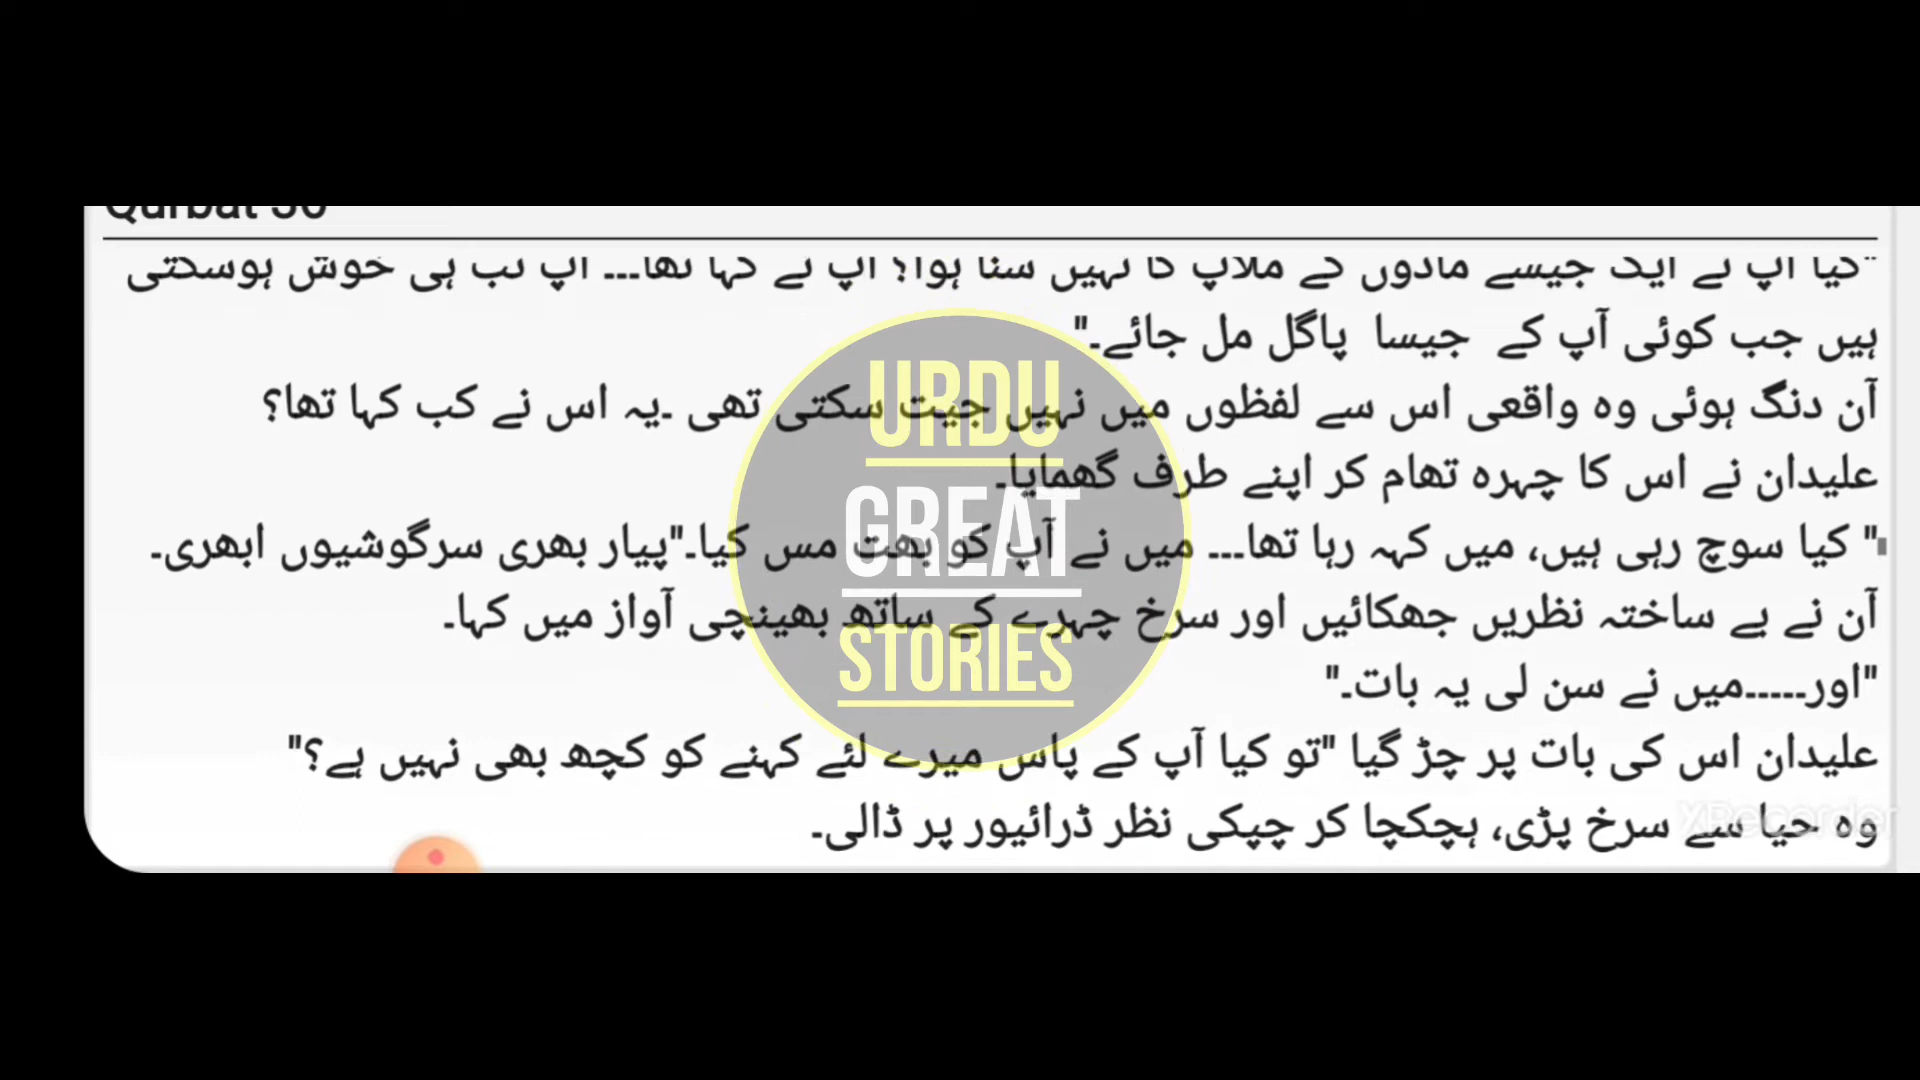 Qurbat 30
"کیا آپ نے ایک جیسے مادوں کے ملاپ کا نہیں سنا ہوا؟ آپ نے کہا تھا... آپ تب ہی خوش ہوسکتی
ہیں جب کوئی آپ کے جیسا پاگل مل جائے۔"
آن دنگ ہوئی وہ واقعی اس سے لفظوں میں نہیں جیت سکتی تھی ۔یہ اس نے کب کہا تھا؟
علیدان نے اس کا چہرہ تھام کر اپنے طرف گھمایا۔
" کیا سوچ رہی ہیں، میں کہہ رہا تھا... میں نے آپ کو بھت مس کیا۔"پیار بھری سرگوشیوں ابھری۔
آن نے بے ساختہ نظریں جھکائیں اور سرخ چہرے کے ساتھ بھینچی آواز میں کہا۔
"اور-----میں نے سن لی یہ بات۔"
علیدان اس کی بات پر چڑ گیا "تو کیا آپ کے پاس میرے لئے کہنے کو کچھ بھی نہیں ہے؟"
وہ حیا سے سرخ پڑی، ہچکچا کر چپکی نظر ڈرائیور پر ڈالی۔
URDU
GREAT
STORIES
XRecorder